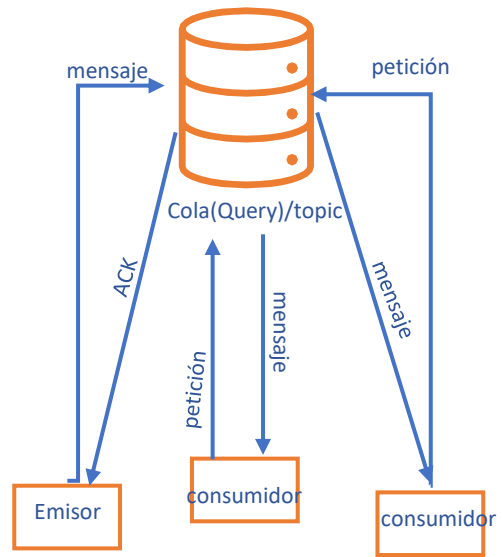 mensaje
petición
Cola(Query)/topic
ACK
petición
mensaje
mensaje
Emisor
consumidor
consumidor